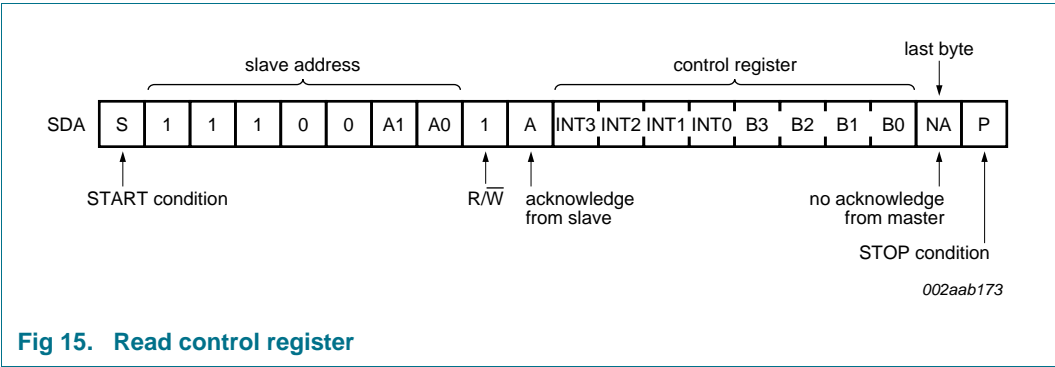 last byte
slave address control register
SDA S 1 1 1 0 0 A1 A0 1 A INT3 INT2 INT1 INT0 B3 B2 B1 B0 NA P
START condition R/W̅ acknowledge from slave no acknowledge from master
STOP condition
002aab173
Fig 15. Read control register